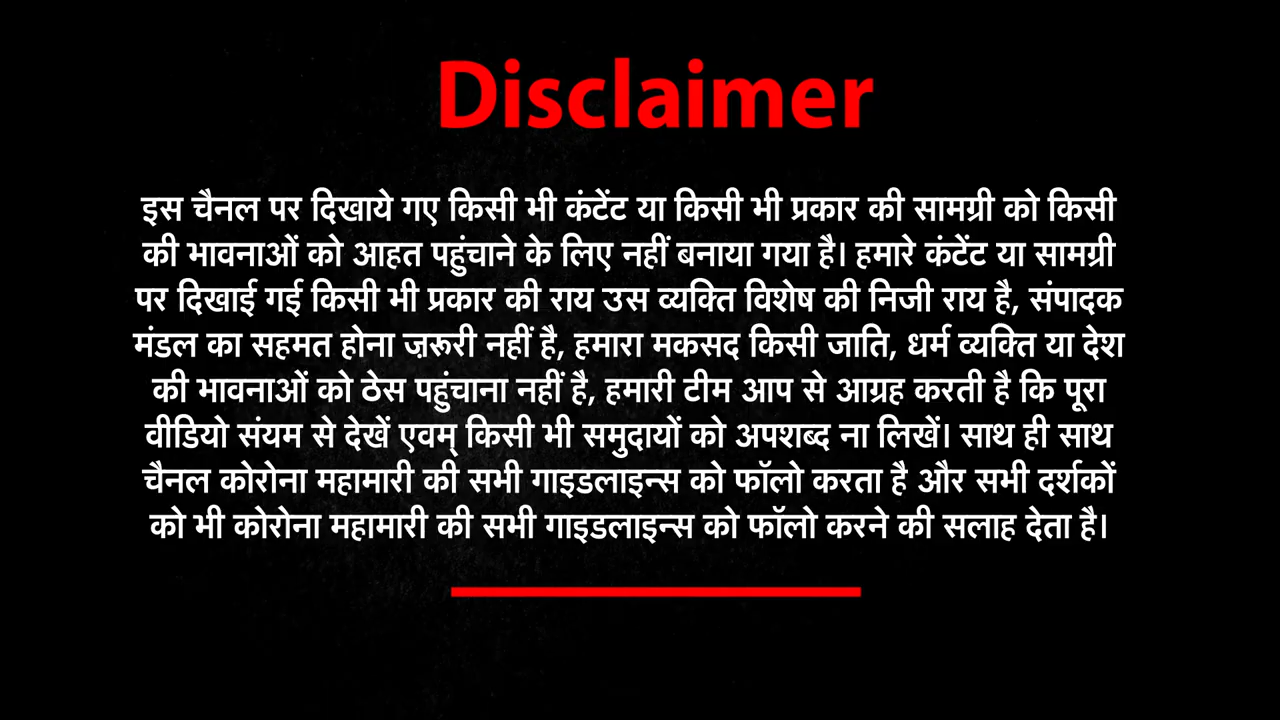 Disclaimer
इस चैनल पर दिखाये गए किसी भी कंटेंट या किसी भी प्रकार की सामग्री को किसी
की भावनाओं को आहत पहुंचाने के लिए नहीं बनाया गया है। हमारे कंटेंट या सामग्री
पर दिखाई गई किसी भी प्रकार की राय उस व्यक्ति विशेष की निजी राय है, संपादक
मंडल का सहमत होना ज़रूरी नहीं है, हमारा मकसद किसी जाति, धर्म व्यक्ति या देश
की भावनाओं को ठेस पहुंचाना नहीं है, हमारी टीम आप से आग्रह करती है कि पूरा
वीडियो संयम से देखें एवम् किसी भी समुदायों को अपशब्द ना लिखें। साथ ही साथ
चैनल कोरोना महामारी की सभी गाइडलाइन्स को फॉलो करता है और सभी दर्शकों
को भी कोरोना महामारी की सभी गाइडलाइन्स को फॉलो करने की सलाह देता है।